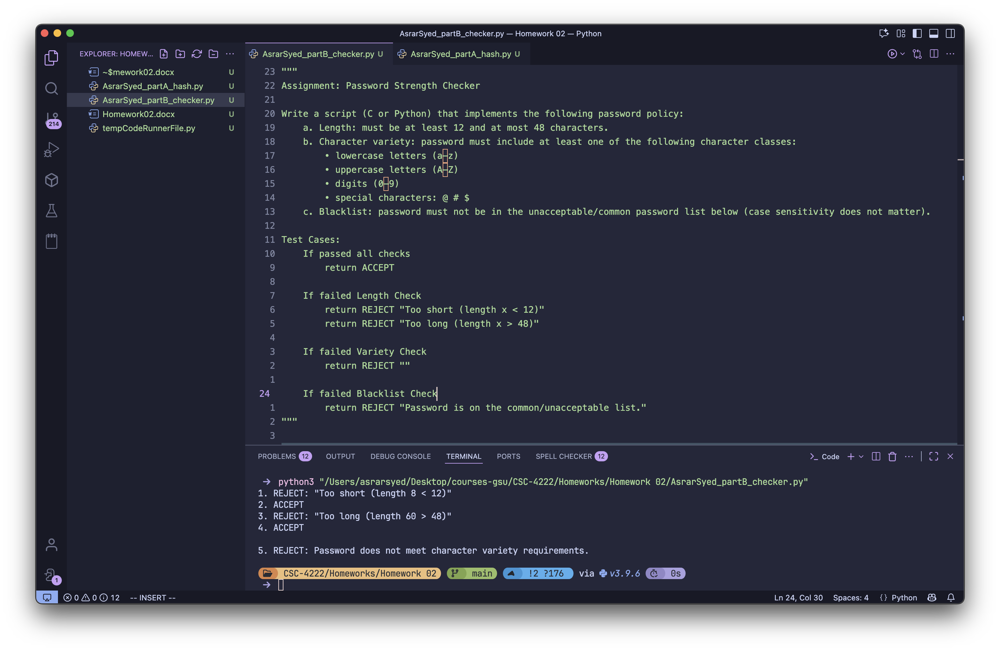 AsrarSyed_partB_checker.py — Homework 02 — Python
EXPLORER: HOMEW...
~$mework02.docx U
AsrarSyed_partA_hash.py U
AsrarSyed_partB_checker.py U
Homework02.docx U
tempCodeRunnerFile.py U
214
1
AsrarSyed_partB_checker.py U
AsrarSyed_partA_hash.py U
23 """
22 Assignment: Password Strength Checker
21
20 Write a script (C or Python) that implements the following password policy:
19 a. Length: must be at least 12 and at most 48 characters.
18 b. Character variety: password must include at least one of the following character classes:
17 • lowercase letters (a–z)
16 • uppercase letters (A–Z)
15 • digits (0–9)
14 • special characters: @ # $
13 c. Blacklist: password must not be in the unacceptable/common password list below (case sensitivity does not matter).
12
11 Test Cases:
10 If passed all checks
9 return ACCEPT
8
7 If failed Length Check
6 return REJECT "Too short (length x < 12)"
5 return REJECT "Too long (length x > 48)"
4
3 If failed Variety Check
2 return REJECT ""
1
24 If failed Blacklist Check
1 return REJECT "Password is on the common/unacceptable list."
2 """
3
PROBLEMS 12 OUTPUT DEBUG CONSOLE TERMINAL PORTS SPELL CHECKER 12
Code
→ python3 "/Users/asrarsyed/Desktop/courses-gsu/CSC-4222/Homeworks/Homework 02/AsrarSyed_partB_checker.py"
1. REJECT: "Too short (length 8 < 12)"
2. ACCEPT
3. REJECT: "Too long (length 60 > 48)"
4. ACCEPT
5. REJECT: Password does not meet character variety requirements.
CSC-4222/Homeworks/Homework 02 main !2 ?176 via v3.9.6 0s
→
0 0 12 -- INSERT -- Ln 24, Col 30 Spaces: 4 {} Python